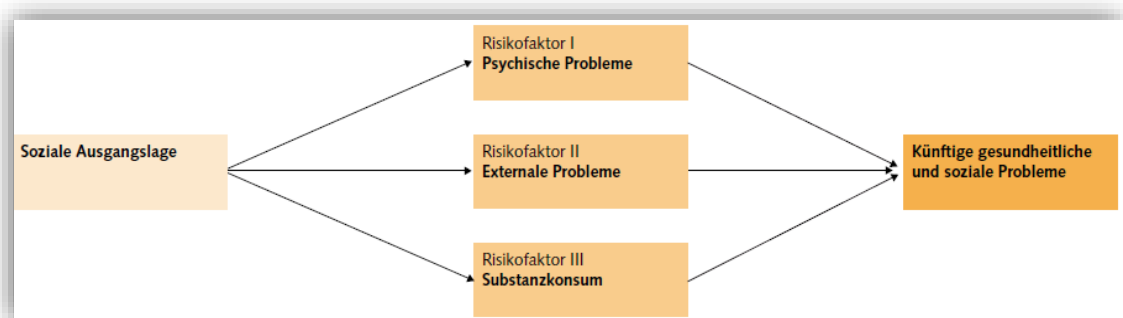 Risikofaktor I
Psychische Probleme
Soziale Ausgangslage
Risikofaktor II
Externale Probleme
Künftige gesundheitliche
und soziale Probleme
Risikofaktor III
Substanzkonsum